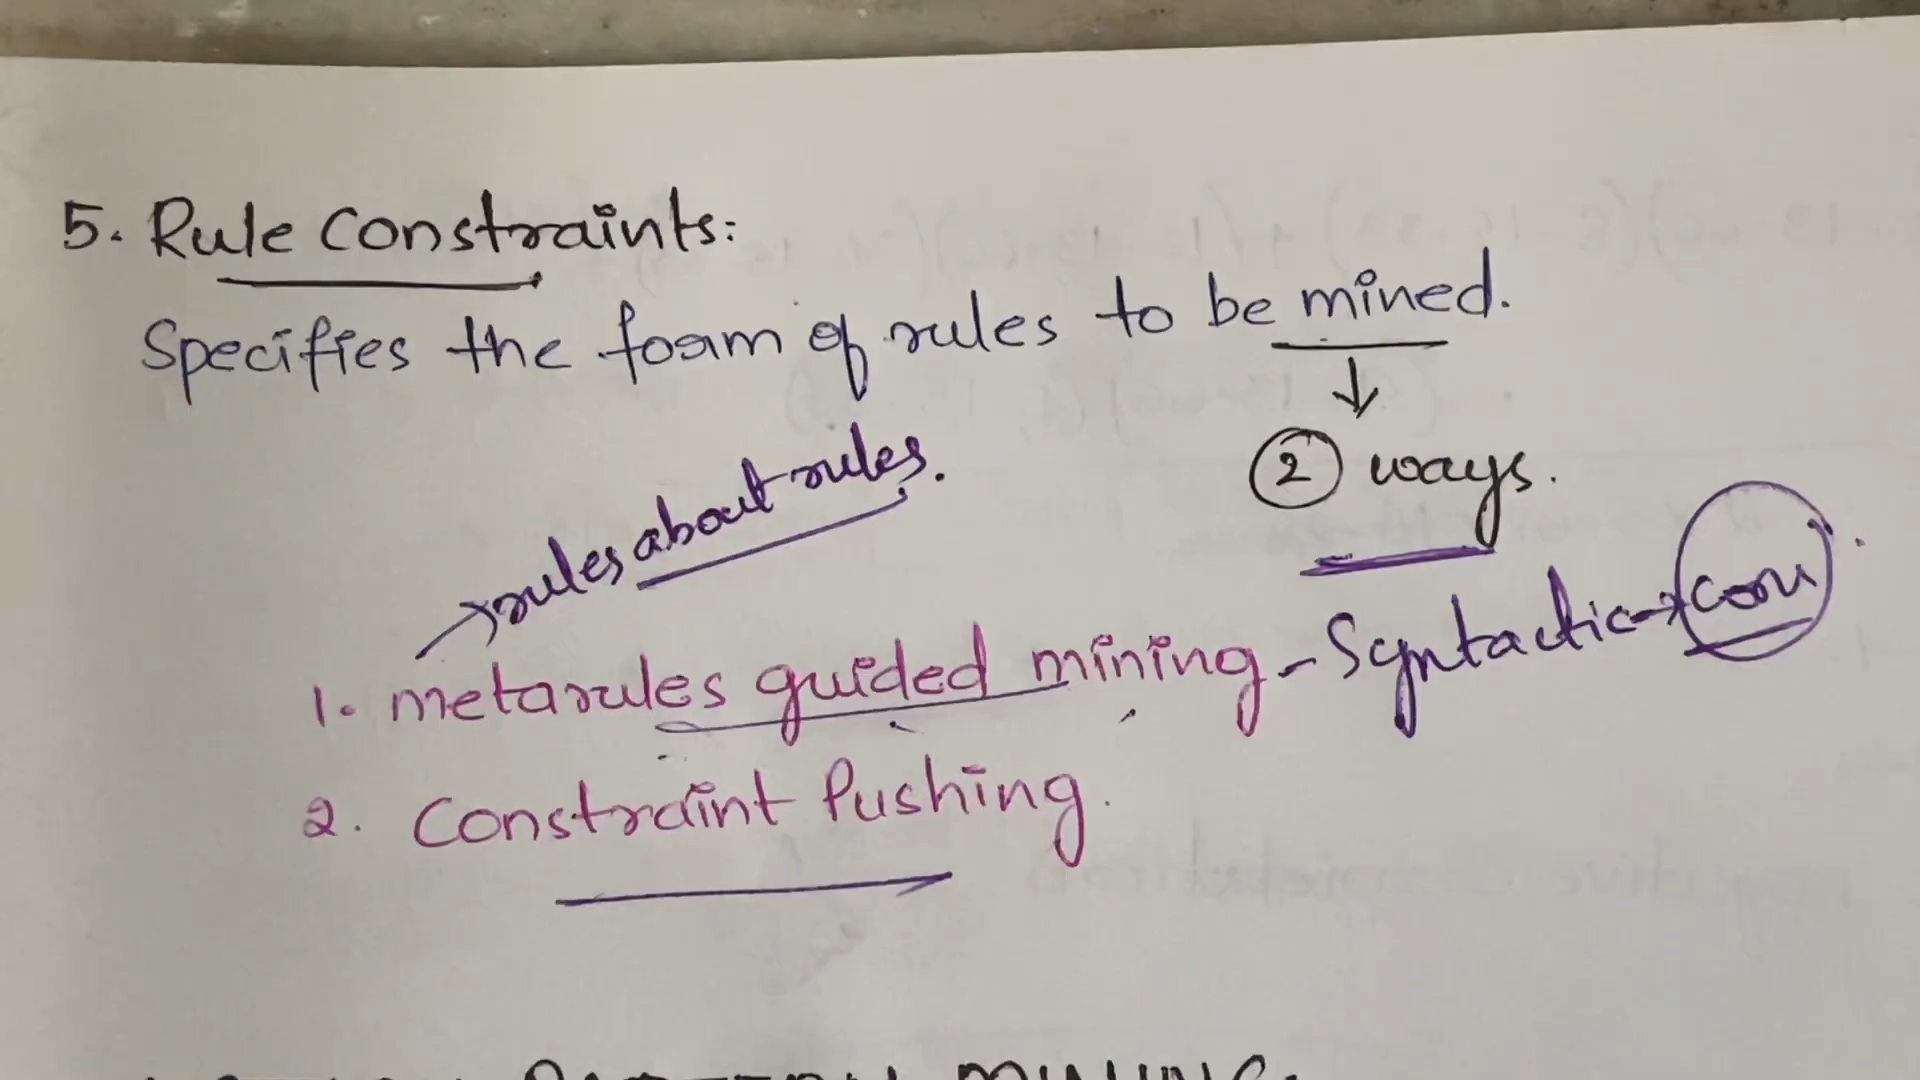 5. Rule Constraints:
Specifies the form of rules to be mined.
② ways.
rules about rules.
1. metarules guided mining - Syntactic →
2. Constraint Pushing.
MINING: